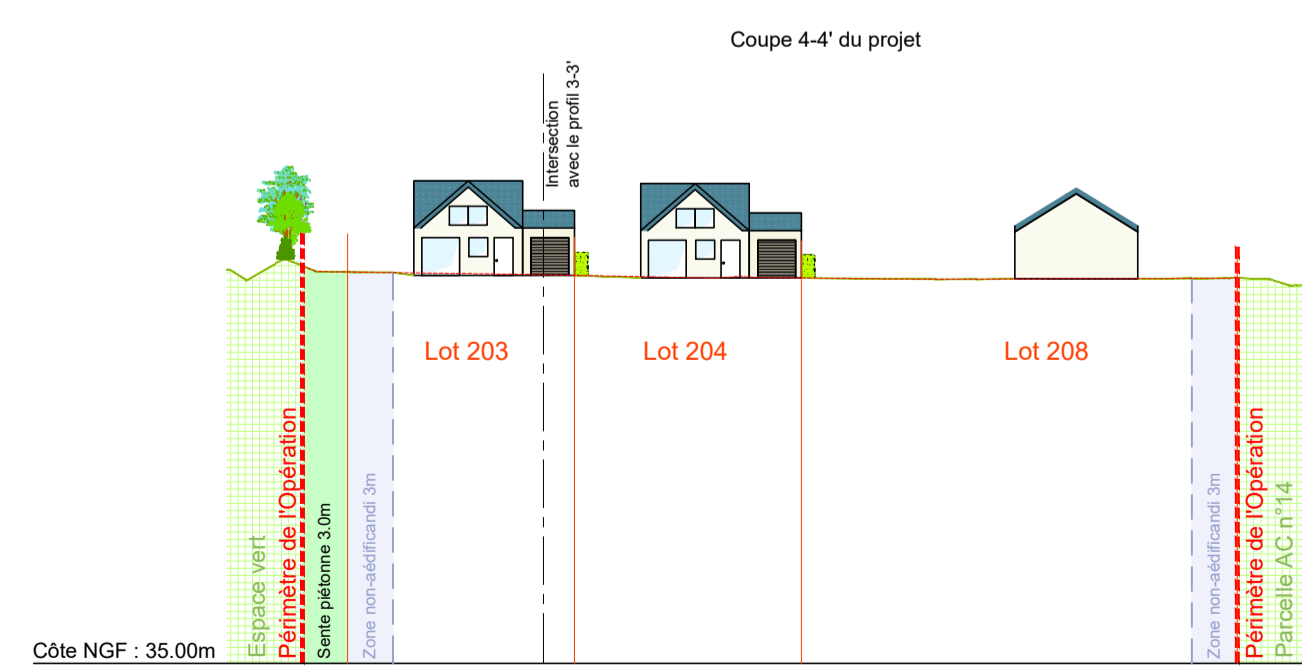 Coupe 4-4' du projet
Intersection
avec le profil 3-3'
Lot 203
Lot 204
Lot 208
Espace vert
Périmètre de l'Opération
Sente piétonne 3.0m
Zone non-aédificandi 3m
Zone non-aédificandi 3m
Périmètre de l'Opération
Parcelle AC n°14
Côte NGF : 35.00m